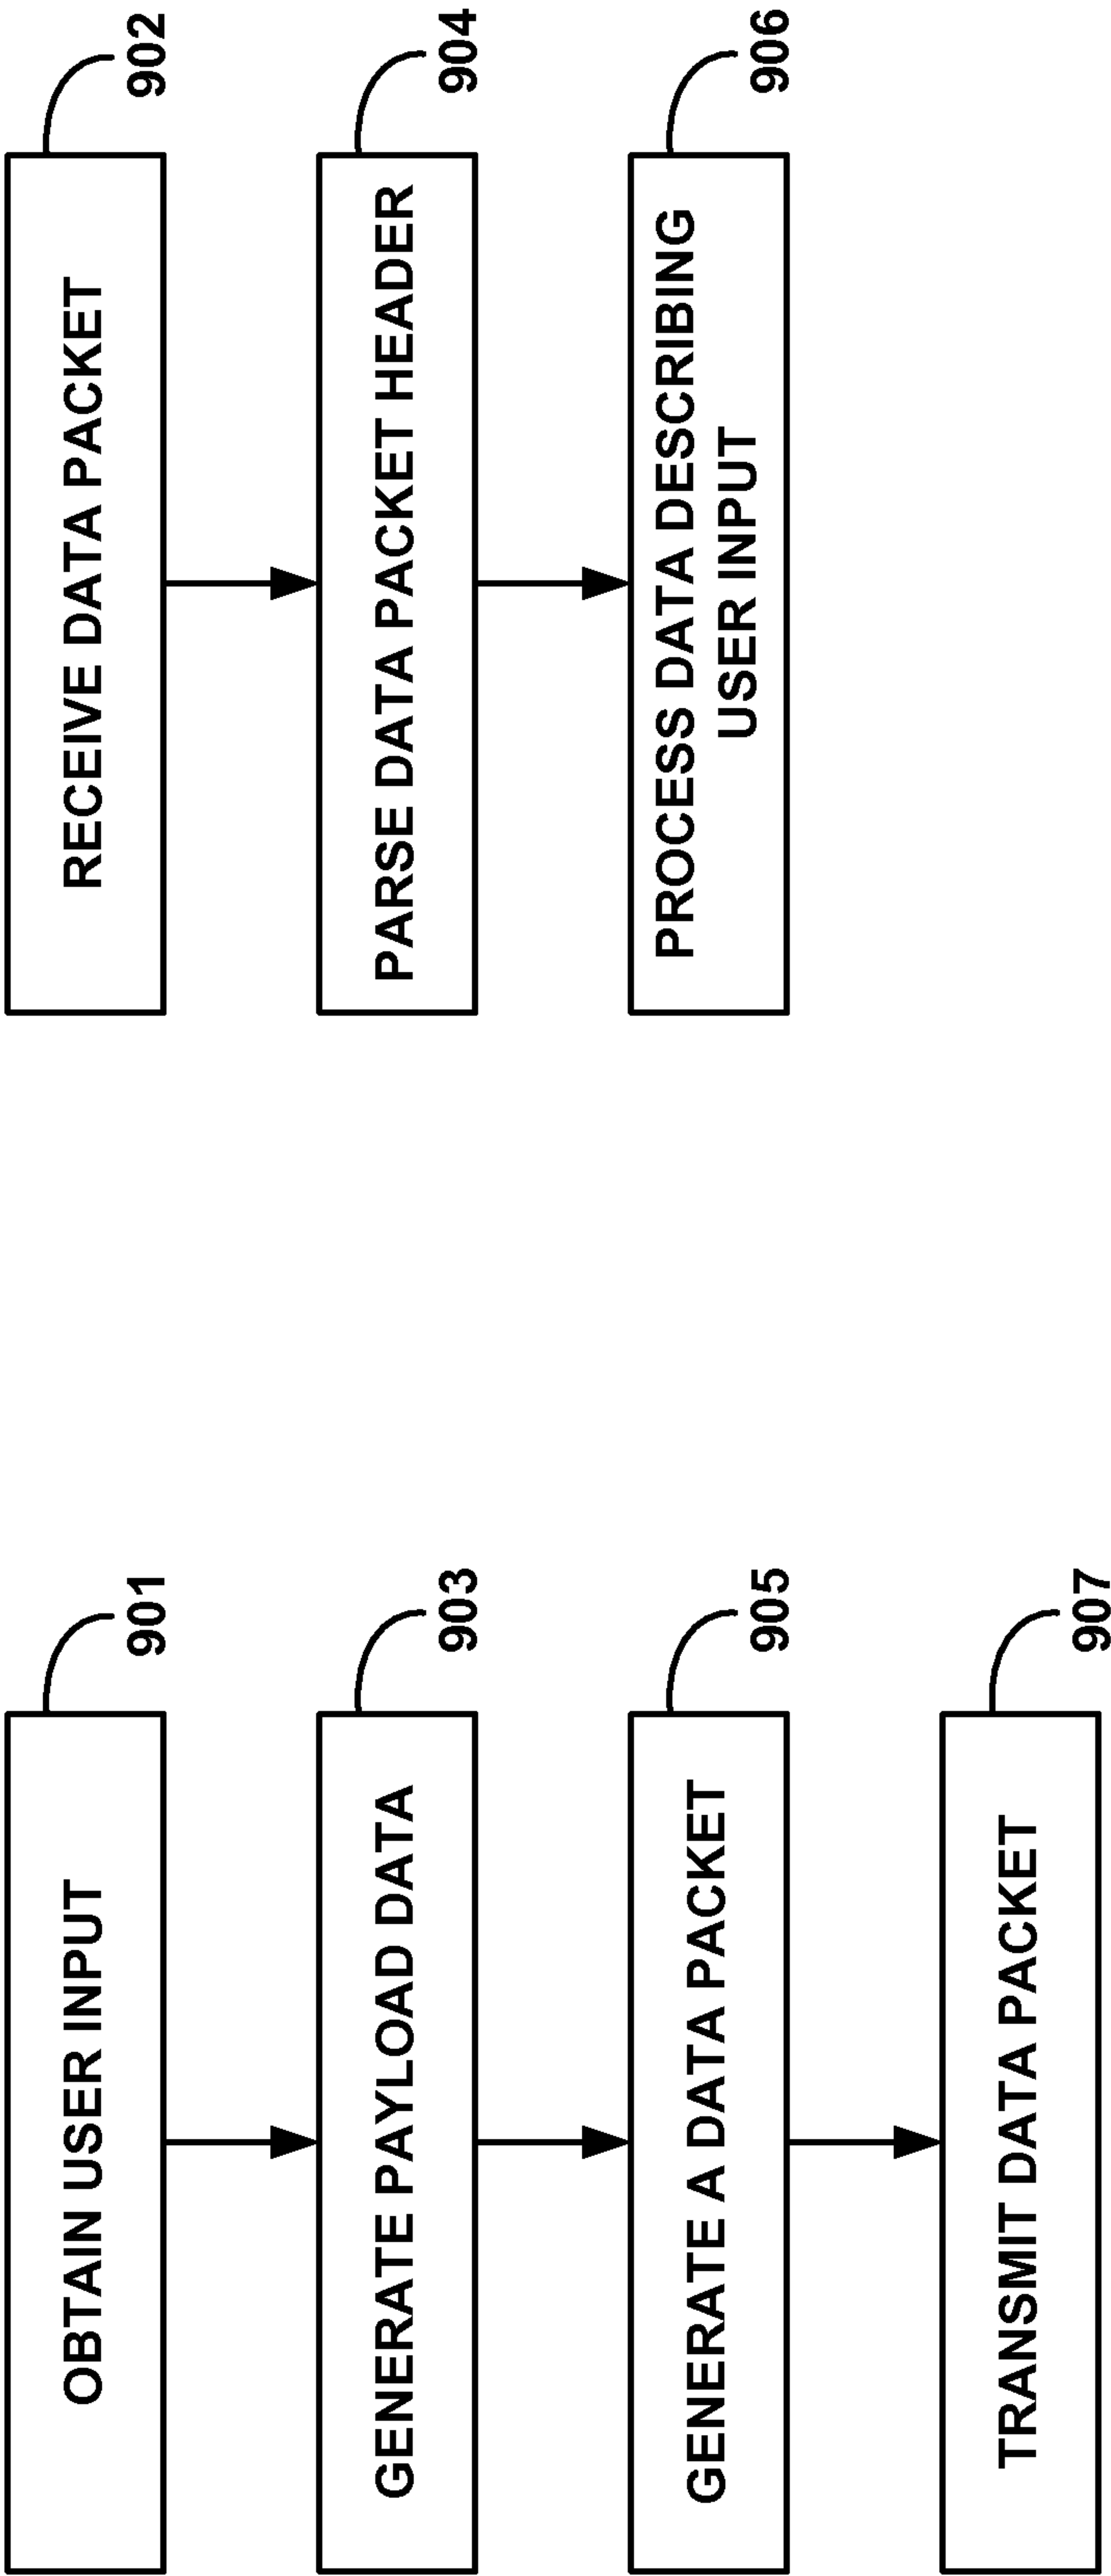 OBTAIN USER INPUT
901
GENERATE PAYLOAD DATA
903
GENERATE A DATA PACKET
905
TRANSMIT DATA PACKET
907
RECEIVE DATA PACKET
902
PARSE DATA PACKET HEADER
904
PROCESS DATA DESCRIBING
USER INPUT
906